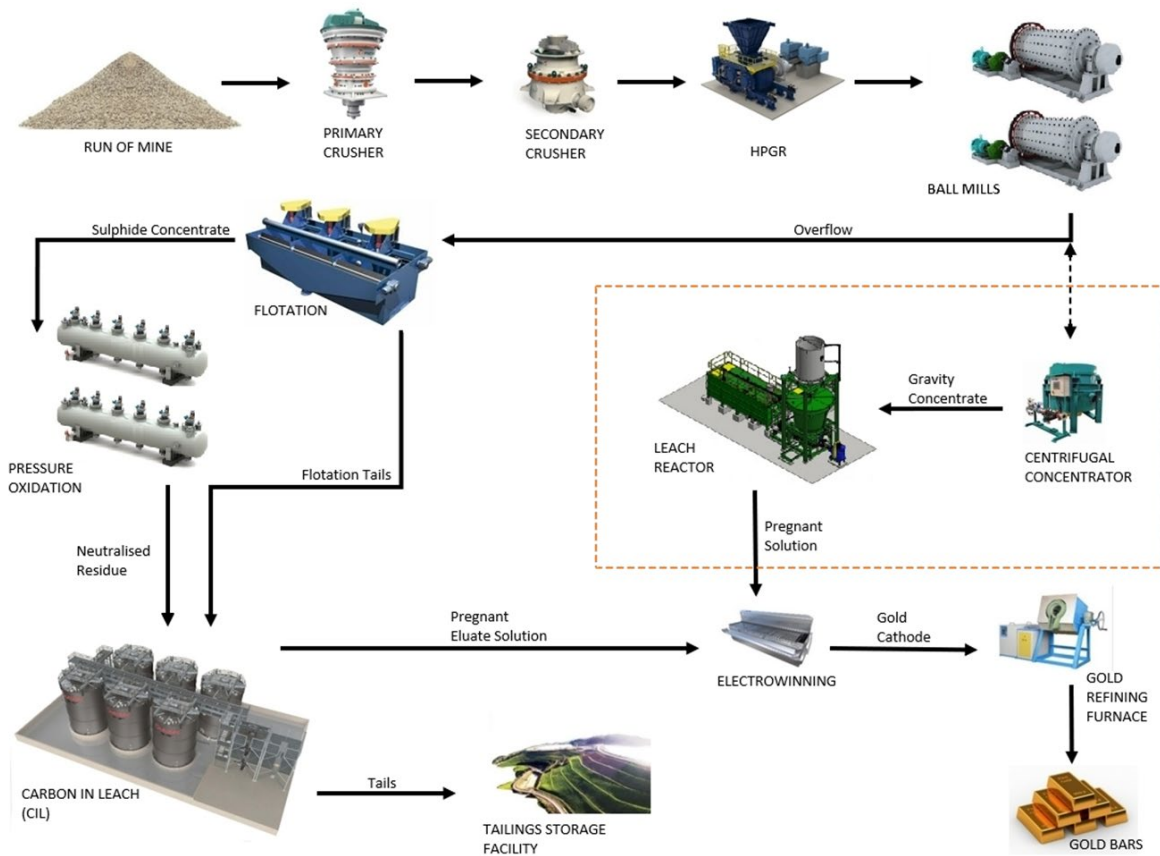 RUN OF MINE
PRIMARY
CRUSHER
SECONDARY
CRUSHER
HPGR
BALL MILLS
Sulphide Concentrate
Overflow
FLOTATION
Gravity
Concentrate
LEACH
REACTOR
CENTRIFUGAL
CONCENTRATOR
PRESSURE
OXIDATION
Flotation Tails
Pregnant
Solution
Neutralised
Residue
Pregnant
Eluate Solution
Gold
Cathode
ELECTROWINNING
GOLD
REFINING
FURNACE
CARBON IN LEACH
(CIL)
Tails
TAILINGS STORAGE
FACILITY
GOLD BARS